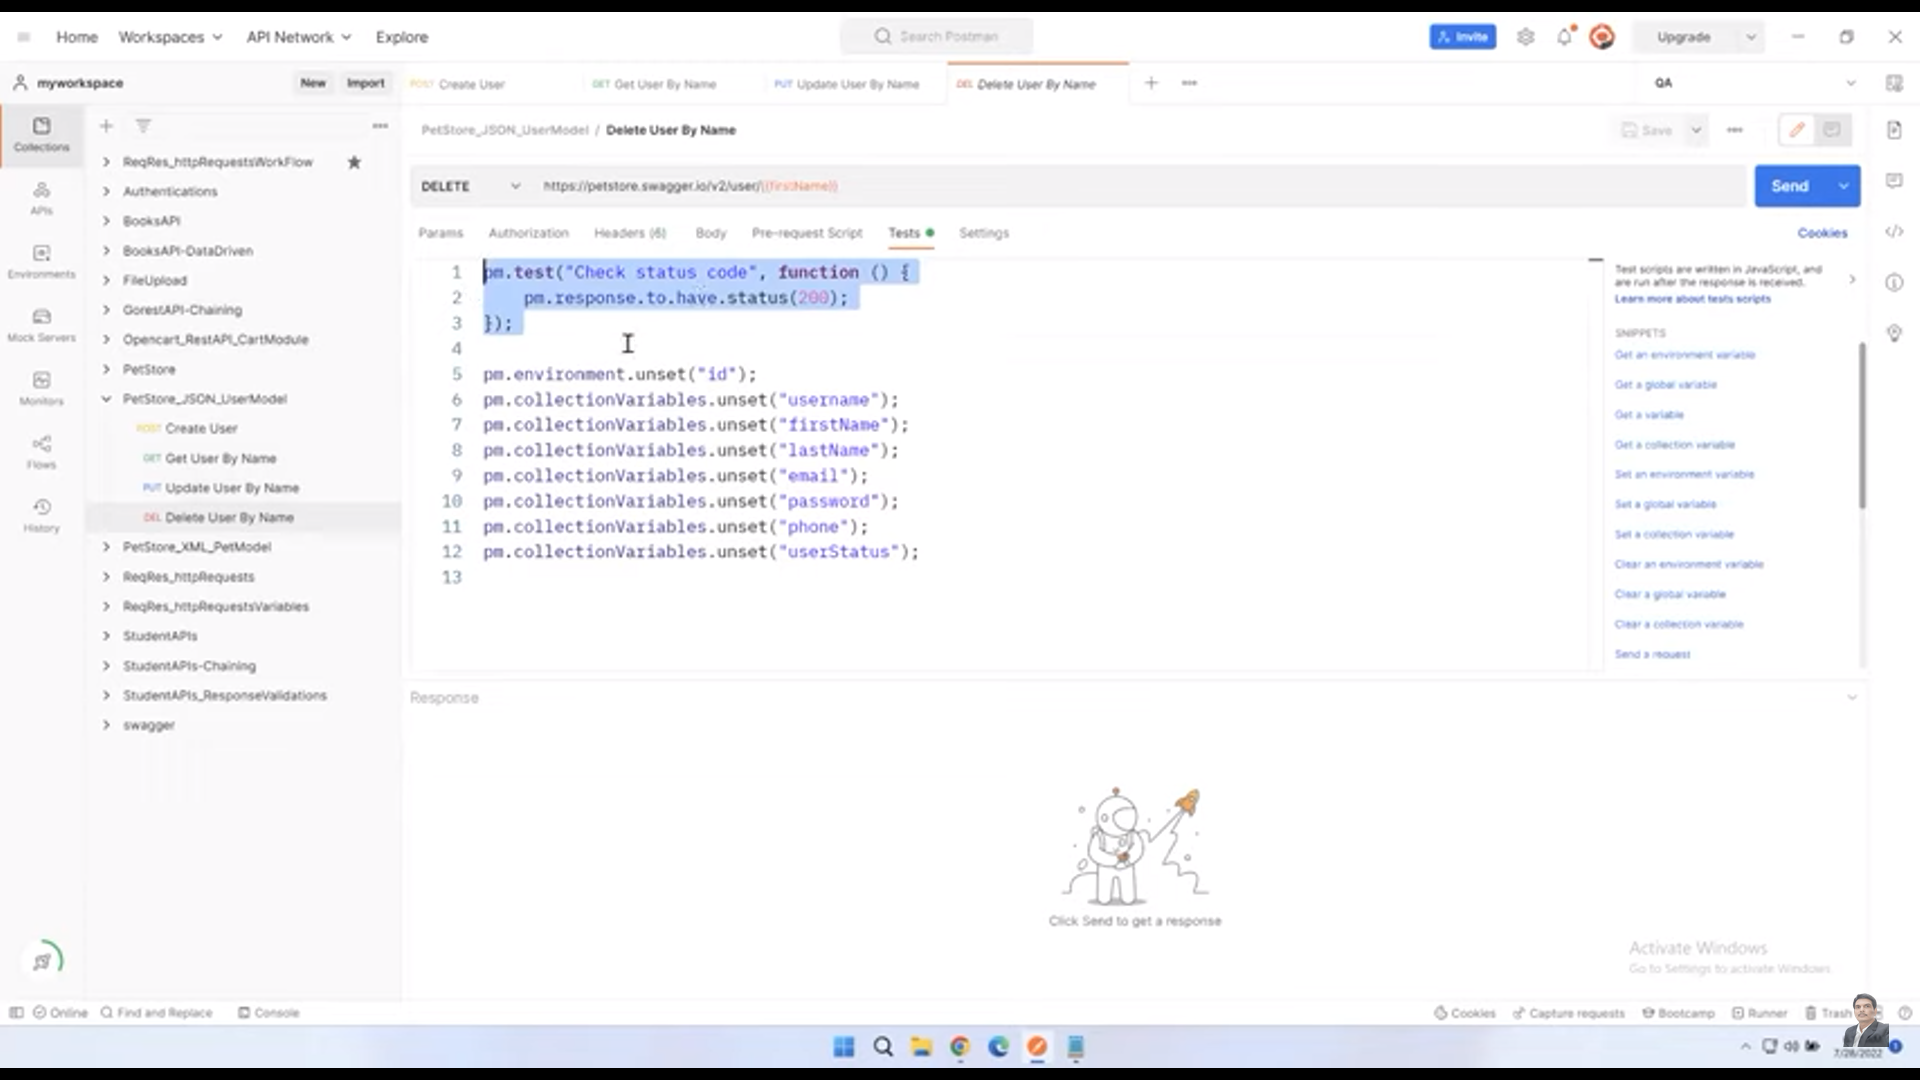 Home Workspaces API Network Explore Search Postman Invite Upgrade
myworkspace New Import POST Create User GET Get User By Name PUT Update User By Name DEL Delete User By Name QA
Collections
APIs
Environments
Mock Servers
Monitors
Flows
History
ReqRes_httpRequestsWorkFlow
Authentications
BooksAPI
BooksAPI-DataDriven
FileUpload
GorestAPI-Chaining
Opencart_RestAPI_CartModule
PetStore
PetStore_JSON_UserModel
POST Create User
GET Get User By Name
PUT Update User By Name
DEL Delete User By Name
PetStore_XML_PetModel
ReqRes_httpRequests
ReqRes_httpRequestsVariables
StudentAPIs
StudentAPIs-Chaining
StudentAPIs_ResponseValidations
swagger
PetStore_JSON_UserModel / Delete User By Name Save
DELETE https://petstore.swagger.io/v2/user/{{firstName}} Send
Params Authorization Headers (6) Body Pre-request Script Tests Settings Cookies
1 pm.test("Check status code", function () {
2 pm.response.to.have.status(200);
3 });
4
5 pm.environment.unset("id");
6 pm.collectionVariables.unset("username");
7 pm.collectionVariables.unset("firstName");
8 pm.collectionVariables.unset("lastName");
9 pm.collectionVariables.unset("email");
10 pm.collectionVariables.unset("password");
11 pm.collectionVariables.unset("phone");
12 pm.collectionVariables.unset("userStatus");
13
Test scripts are written in JavaScript, and
are run after the response is received.
Learn more about tests scripts
SNIPPETS
Get an environment variable
Get a global variable
Get a variable
Get a collection variable
Set an environment variable
Set a global variable
Set a collection variable
Clear an environment variable
Clear a global variable
Clear a collection variable
Send a request
Response
Click Send to get a response
Activate Windows
Go to Settings to activate Windows.
Online Find and Replace Console Cookies Capture requests Bootcamp Runner Trash
7/28/2022 1